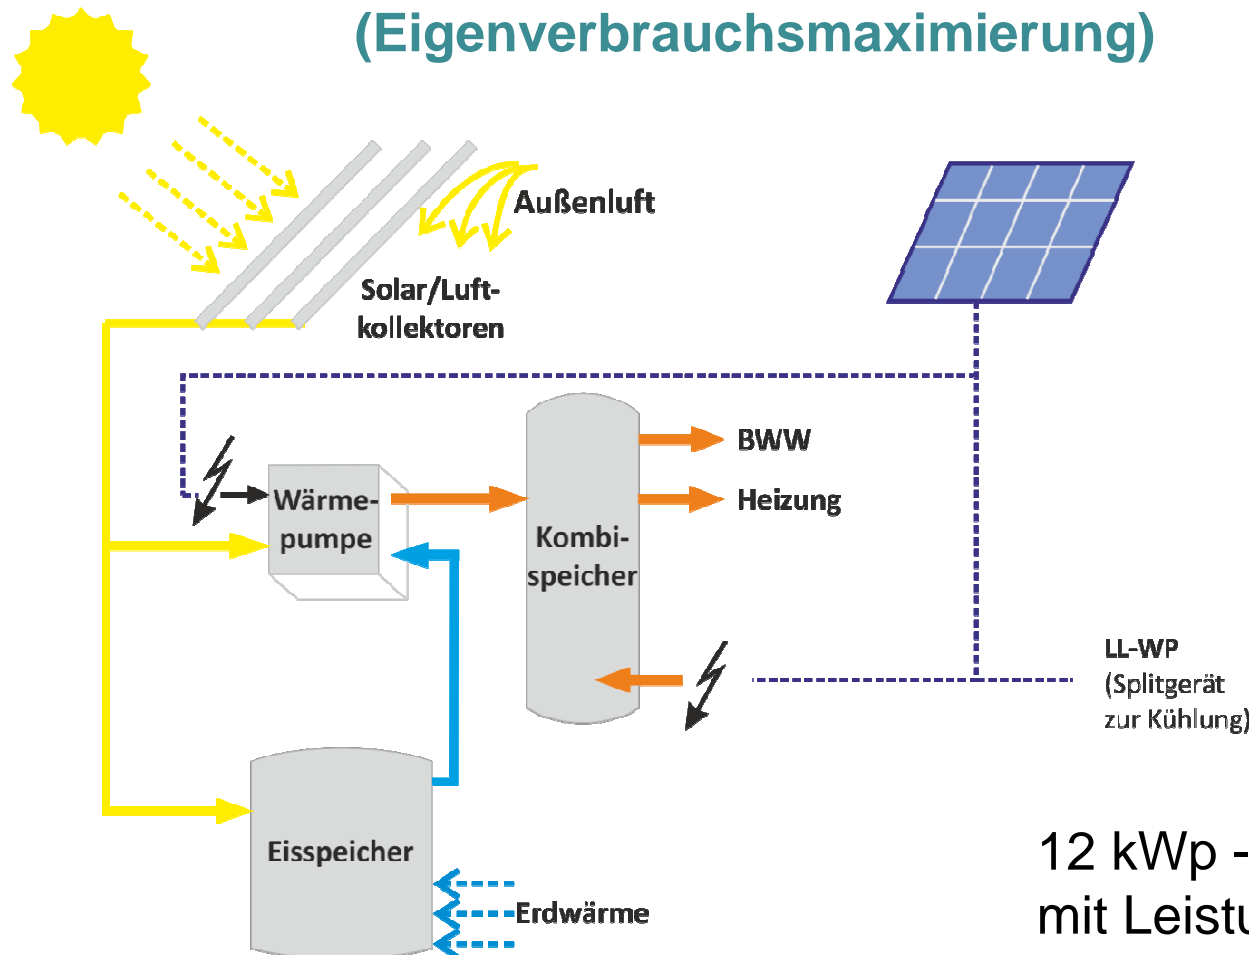 (Eigenverbrauchsmaximierung)
Außenluft
Solar/Luft-
kollektoren
BWW
Wärme-
pumpe
Heizung
Kombi-
speicher
LL-WP
(Splitgerät
zur Kühlung)
Eisspeicher
Erdwärme
12 kWp -
mit Leistu